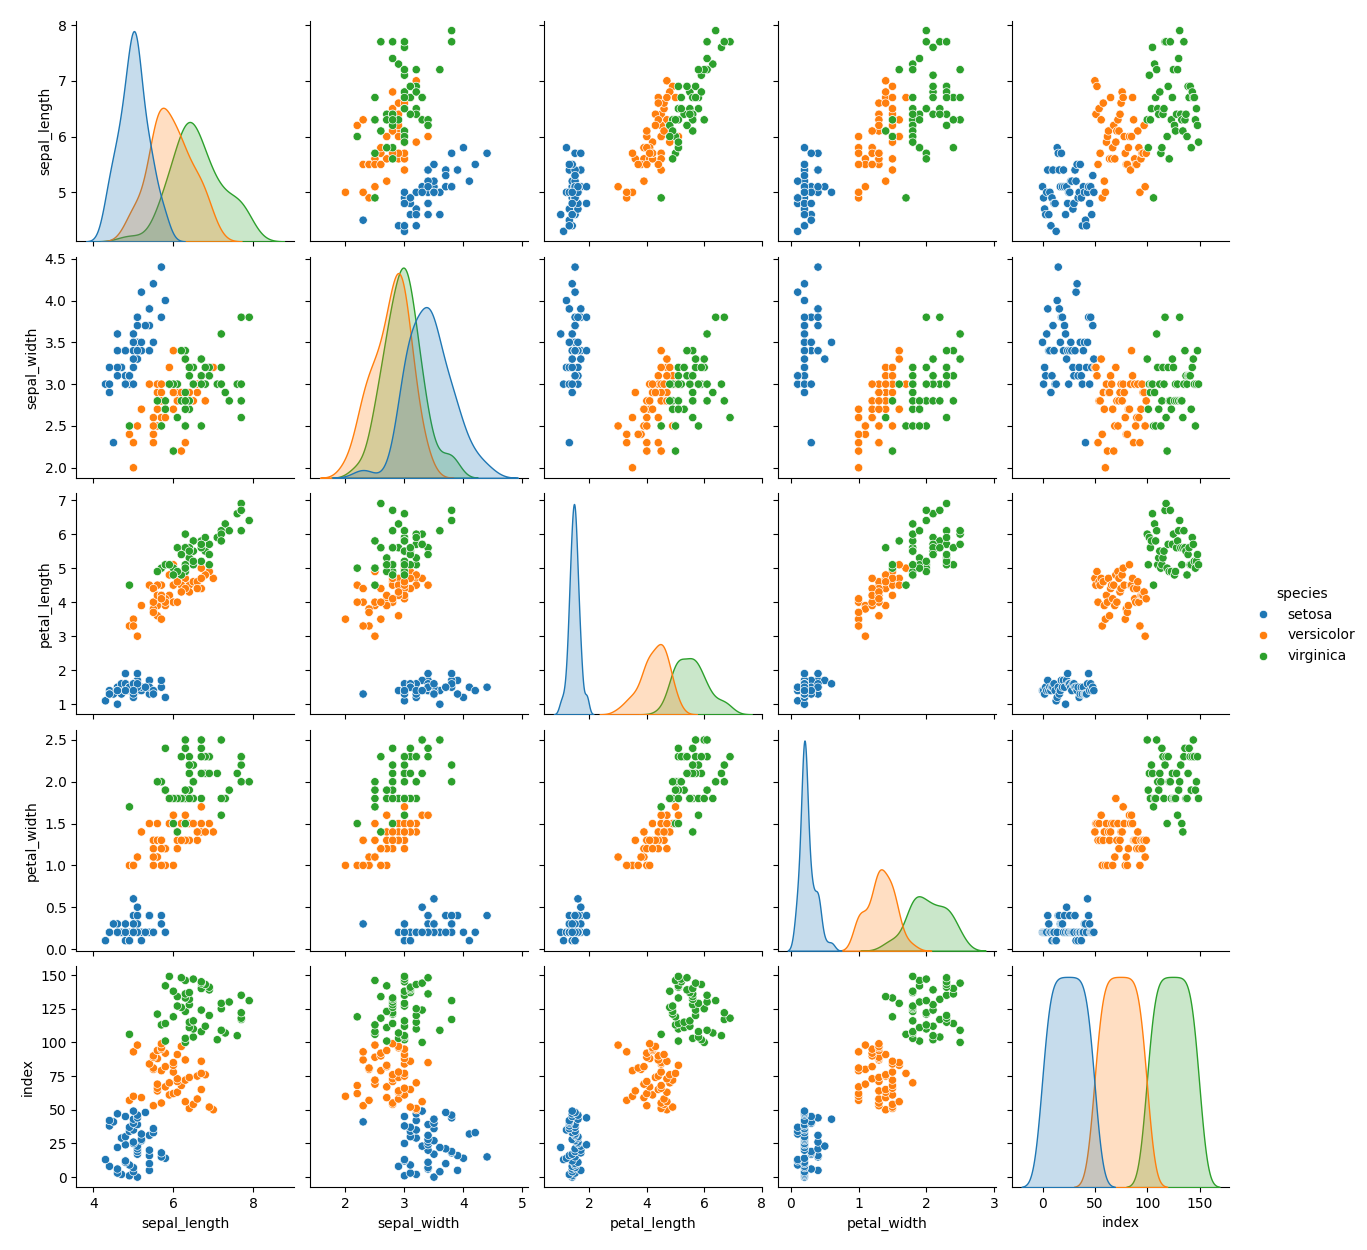 8
7
6
5
sepal_length
4.5
4.0
3.5
3.0
2.5
2.0
sepal_width
7
6
5
4
3
2
1
petal_length
species
setosa
versicolor
virginica
2.5
2.0
1.5
1.0
0.5
0.0
petal_width
150
125
100
75
50
25
0
index
4 6 8 2 3 4 5 2 4 6 8 0 1 2 3 0 50 100 150
sepal_length sepal_width petal_length petal_width index